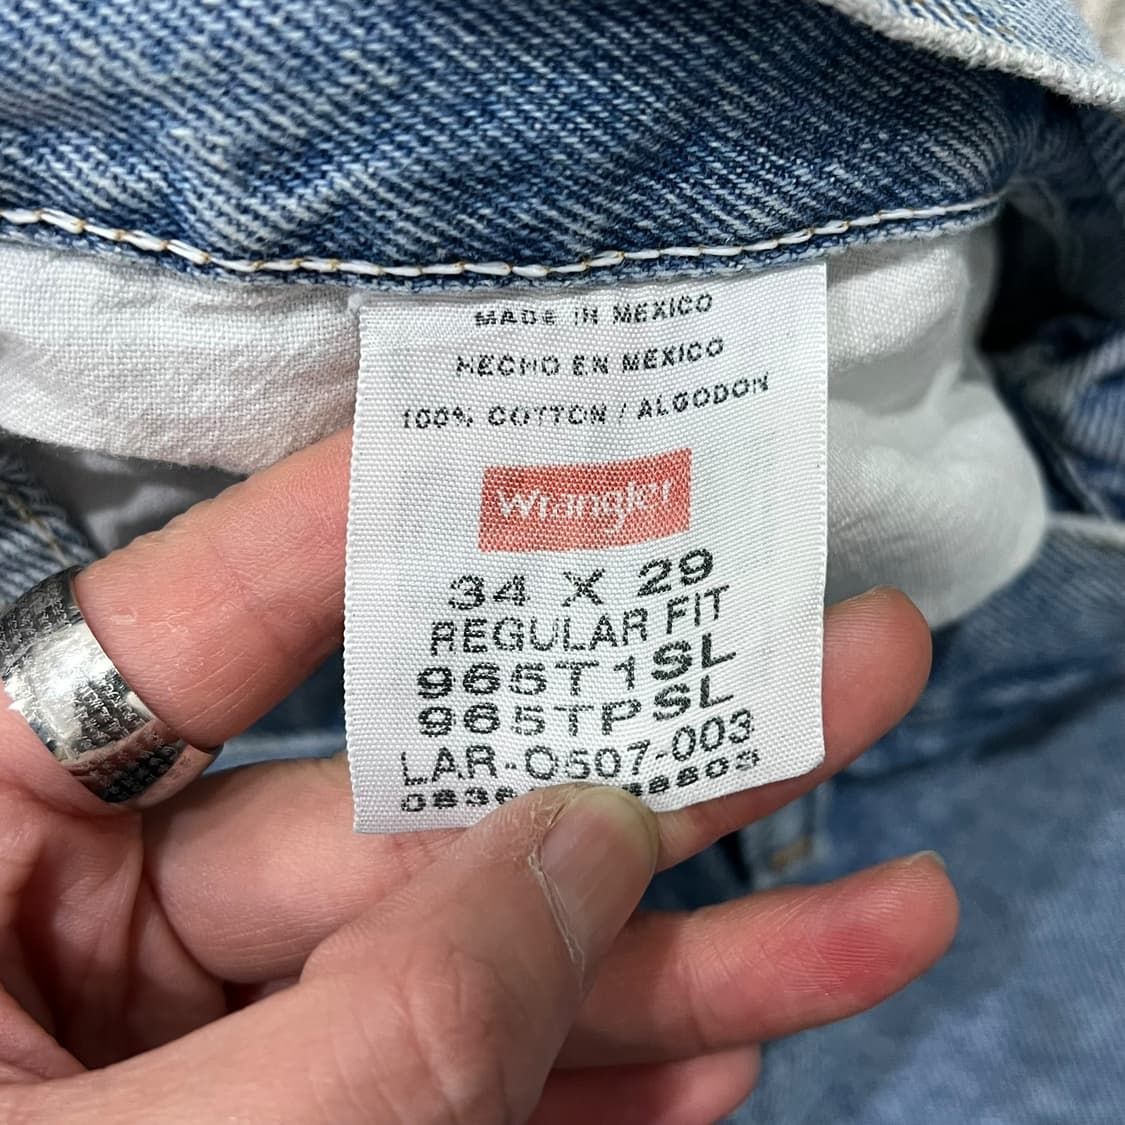 MADE IN MEXICO
HECHO EN MEXICO
100% COTTON / ALGODON
Wrangler
34 X 29
REGULAR FIT
965T1SL
965TPSL
LAR-0507-003